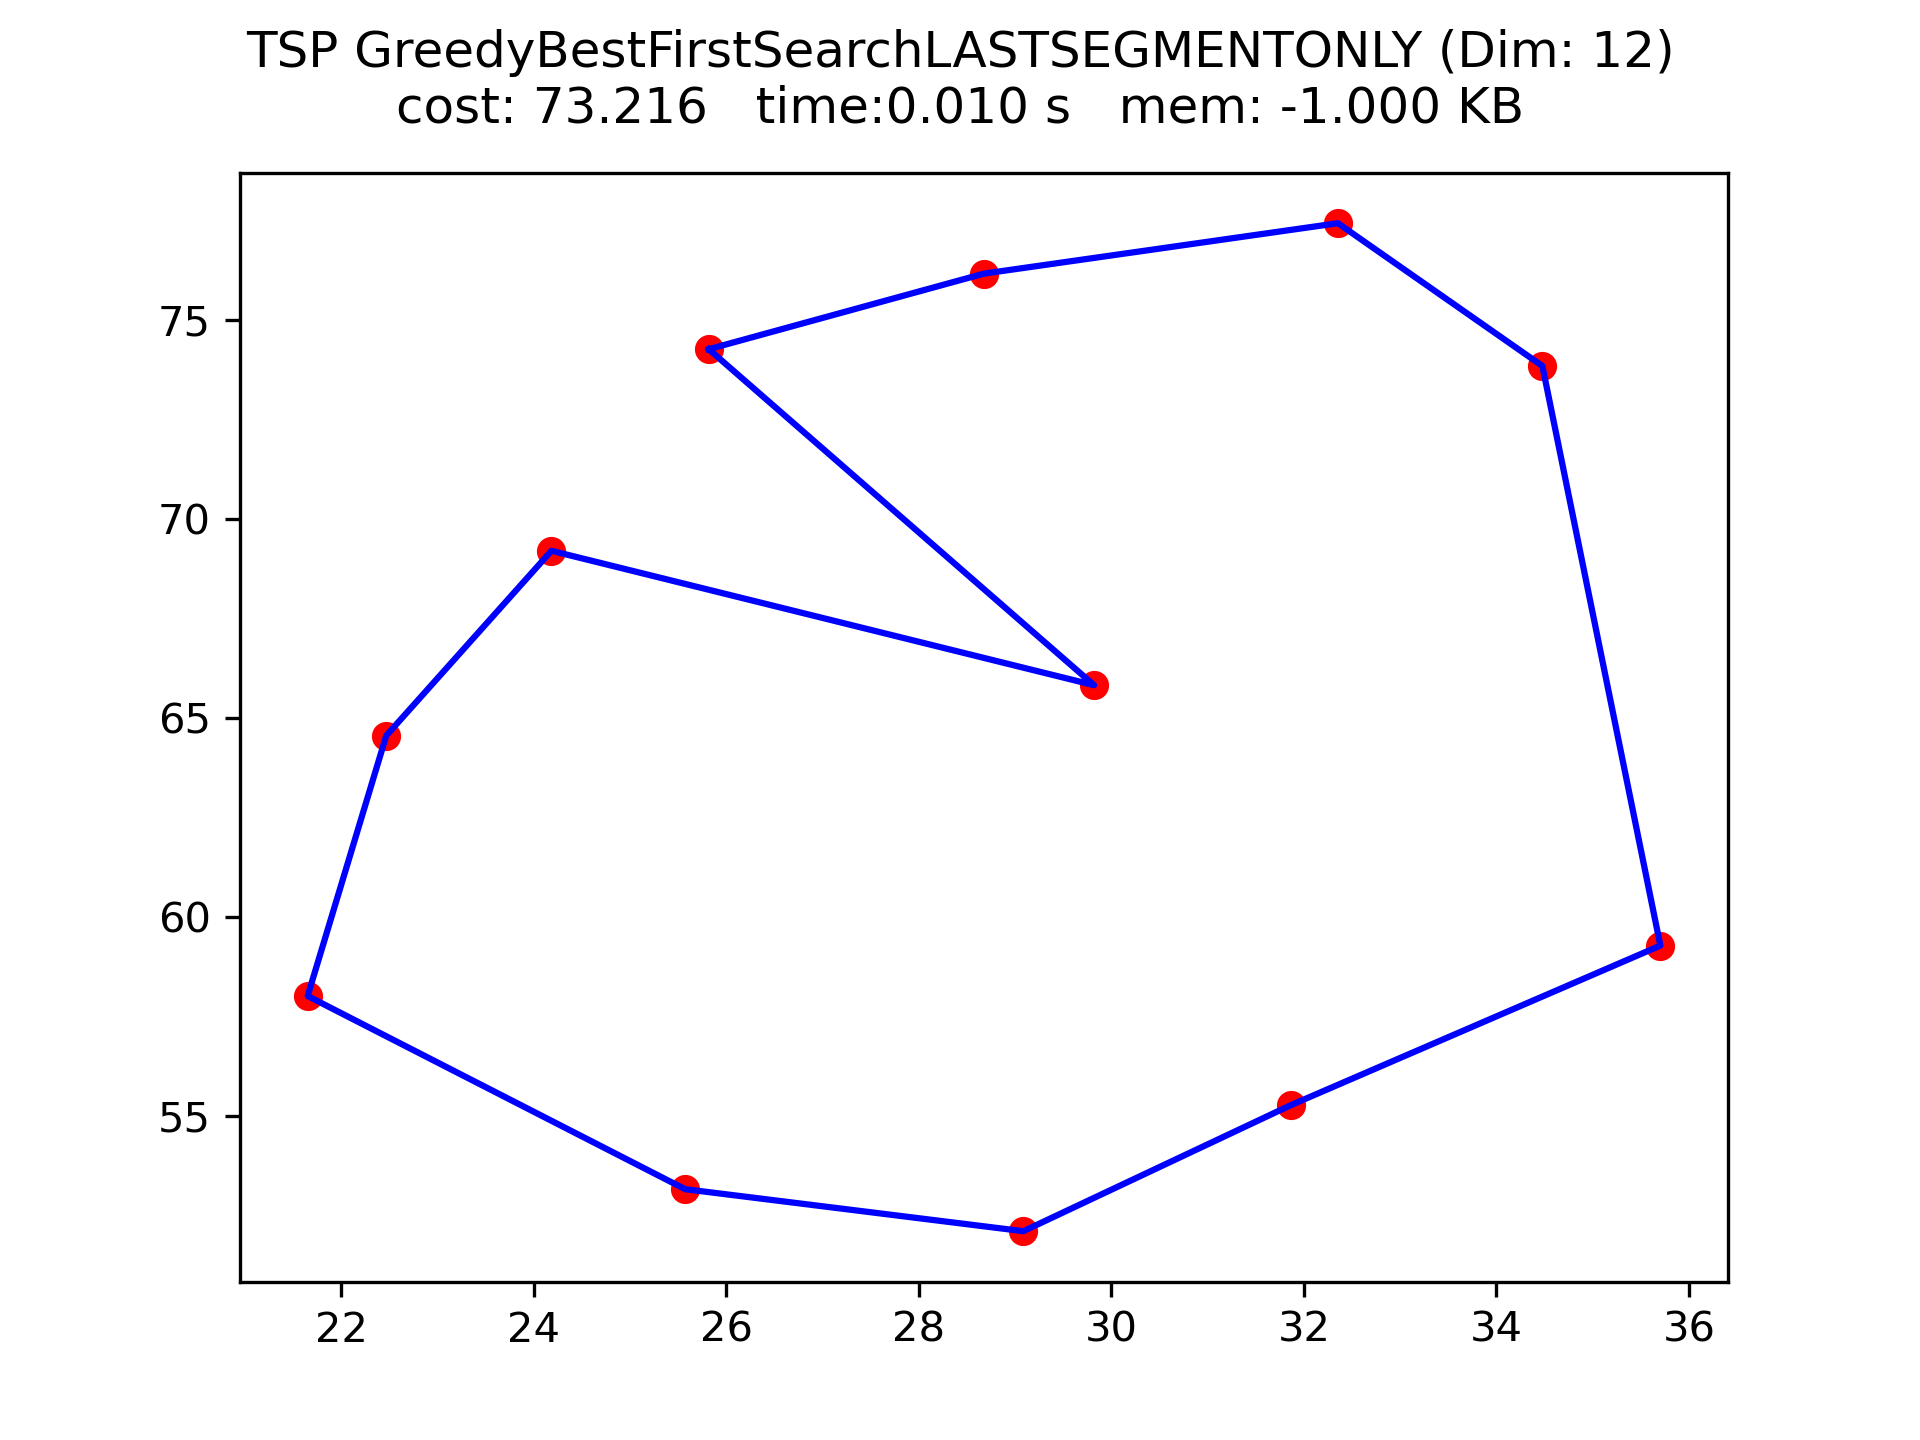 TSP GreedyBestFirstSearchLASTSEGMENTONLY (Dim: 12)
cost: 73.216   time:0.010 s   mem: -1.000 KB
75
70
65
60
55
22 24 26 28 30 32 34 36